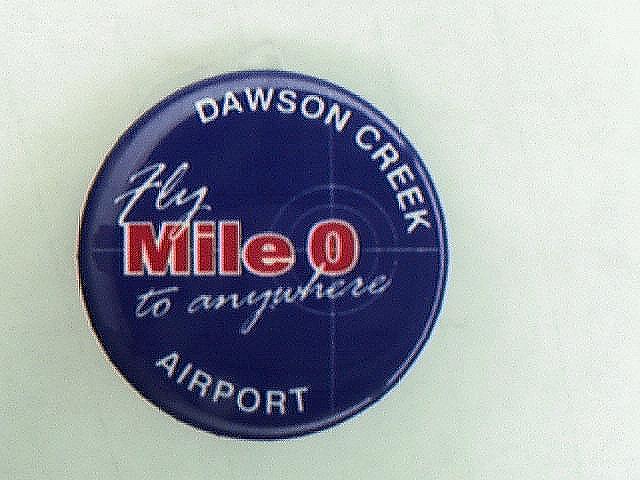 DAWSON CREEK
Fly
Mile 0
to anywhere
AIRPORT